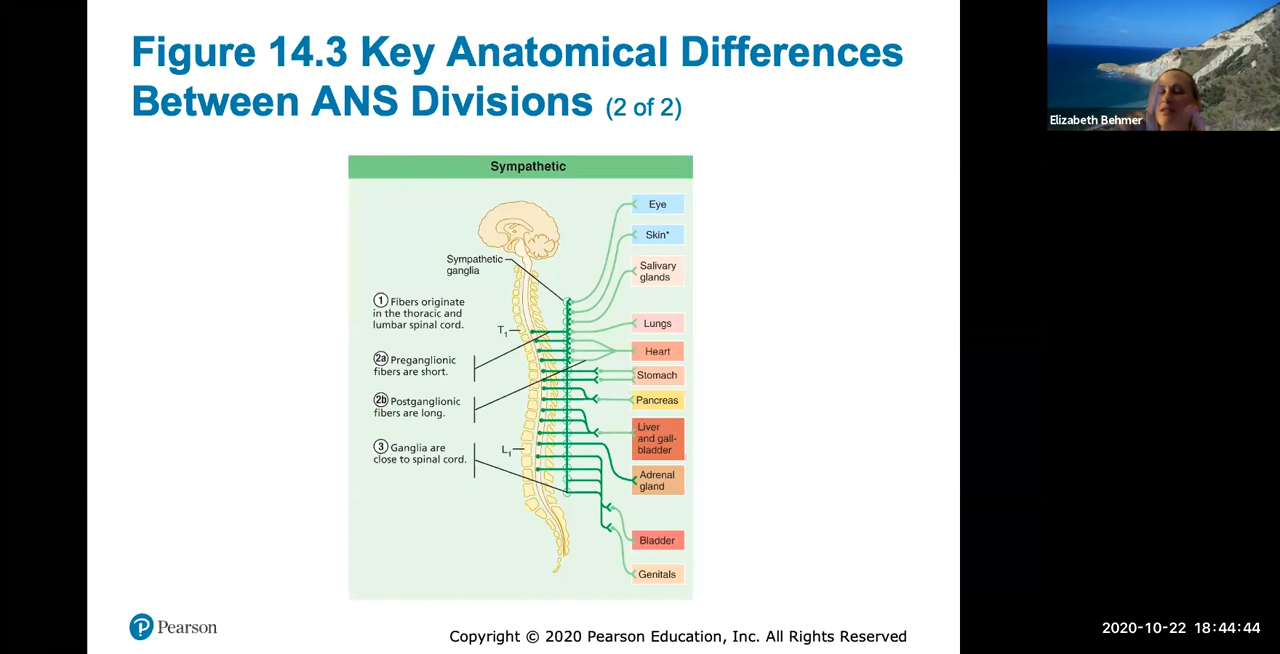 Figure 14.3 Key Anatomical Differences
Between ANS Divisions (2 of 2)
Elizabeth Behmer
Sympathetic
Eye
Skin*
Salivary
glands
Sympathetic
ganglia
① Fibers originate
in the thoracic and
lumbar spinal cord.
T₁
Lungs
Heart
2a Preganglionic
fibers are short.
Stomach
Pancreas
2b Postganglionic
fibers are long.
Liver
and gall-
bladder
③ Ganglia are
close to spinal cord.
L₁
Adrenal
gland
Bladder
Genitals
P Pearson
Copyright © 2020 Pearson Education, Inc. All Rights Reserved
2020-10-22 18:44:44